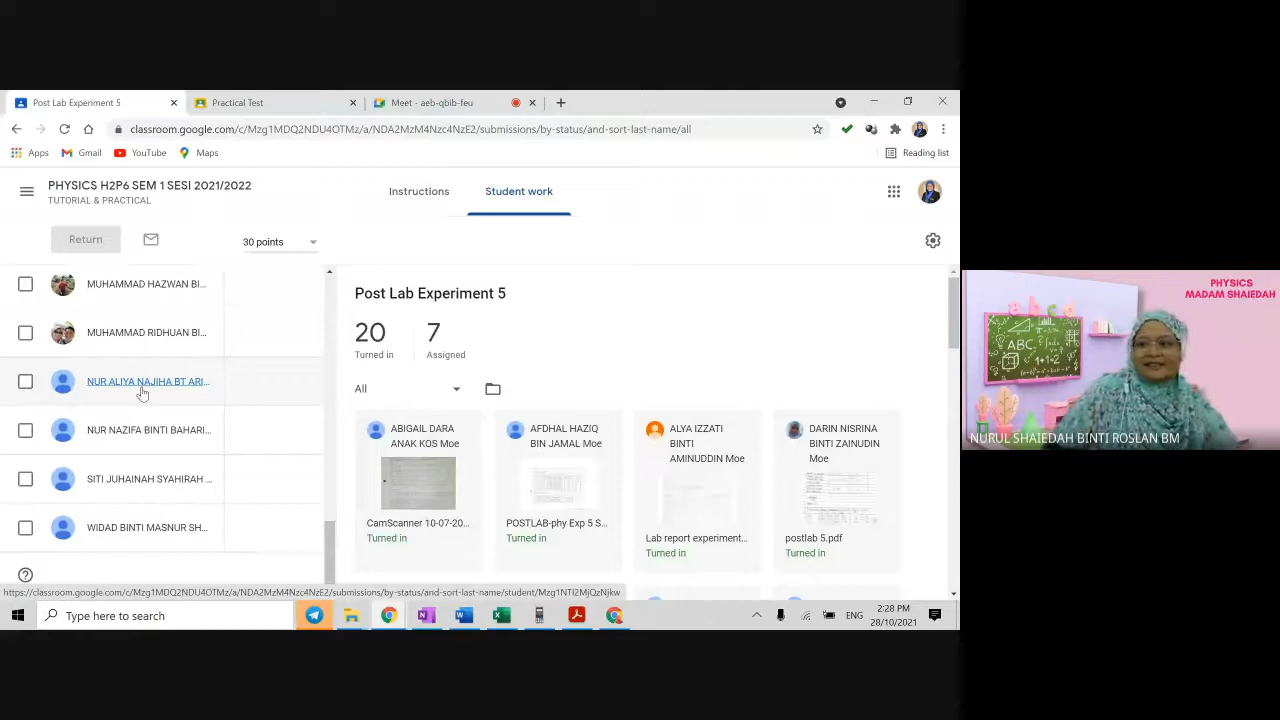 Post Lab Experiment 5
Practical Test
Meet - aeb-qbib-feu
classroom.google.com/c/Mzg1MDQ2NDU4OTMz/a/NDA2MzM4Nzc4NzE2/submissions/by-status/and-sort-last-name/all
Apps
Gmail
YouTube
Maps
Reading list
PHYSICS H2P6 SEM 1 SESI 2021/2022
TUTORIAL & PRACTICAL
Instructions
Student work
Return
30 points
MUHAMMAD HAZWAN BI...
MUHAMMAD RIDHUAN BI...
NUR ALIYA NAJIHA BT ARI...
NUR NAZIFA BINTI BAHARI...
SITI JUHAINAH SYAHIRAH ...
WIDAD BINTI MASNUR SH...
Post Lab Experiment 5
20
7
Turned in
Assigned
All
ABIGAIL DARA
ANAK KOS Moe
CamScanner 10-07-20...
Turned in
AFDHAL HAZIQ
BIN JAMAL Moe
POSTLAB-phy Exp 5 S...
Turned in
ALYA IZZATI
BINTI
AMINUDDIN Moe
Lab report experiment...
Turned in
DARIN NISRINA
BINTI ZAINUDIN
Moe
postlab 5.pdf
Turned in
https://classroom.google.com/c/Mzg1MDQ2NDU4OTMz/a/NDA2MzM4Nzc4NzE2/submissions/by-status/and-sort-last-name/student/Mzg1NTI2MjQzNjkw
Type here to search
ENG
2:28 PM
28/10/2021
PHYSICS
MADAM SHAIEDAH
a b c a
ABC
1+1=2
NURUL SHAIEDAH BINTI ROSLAN BM